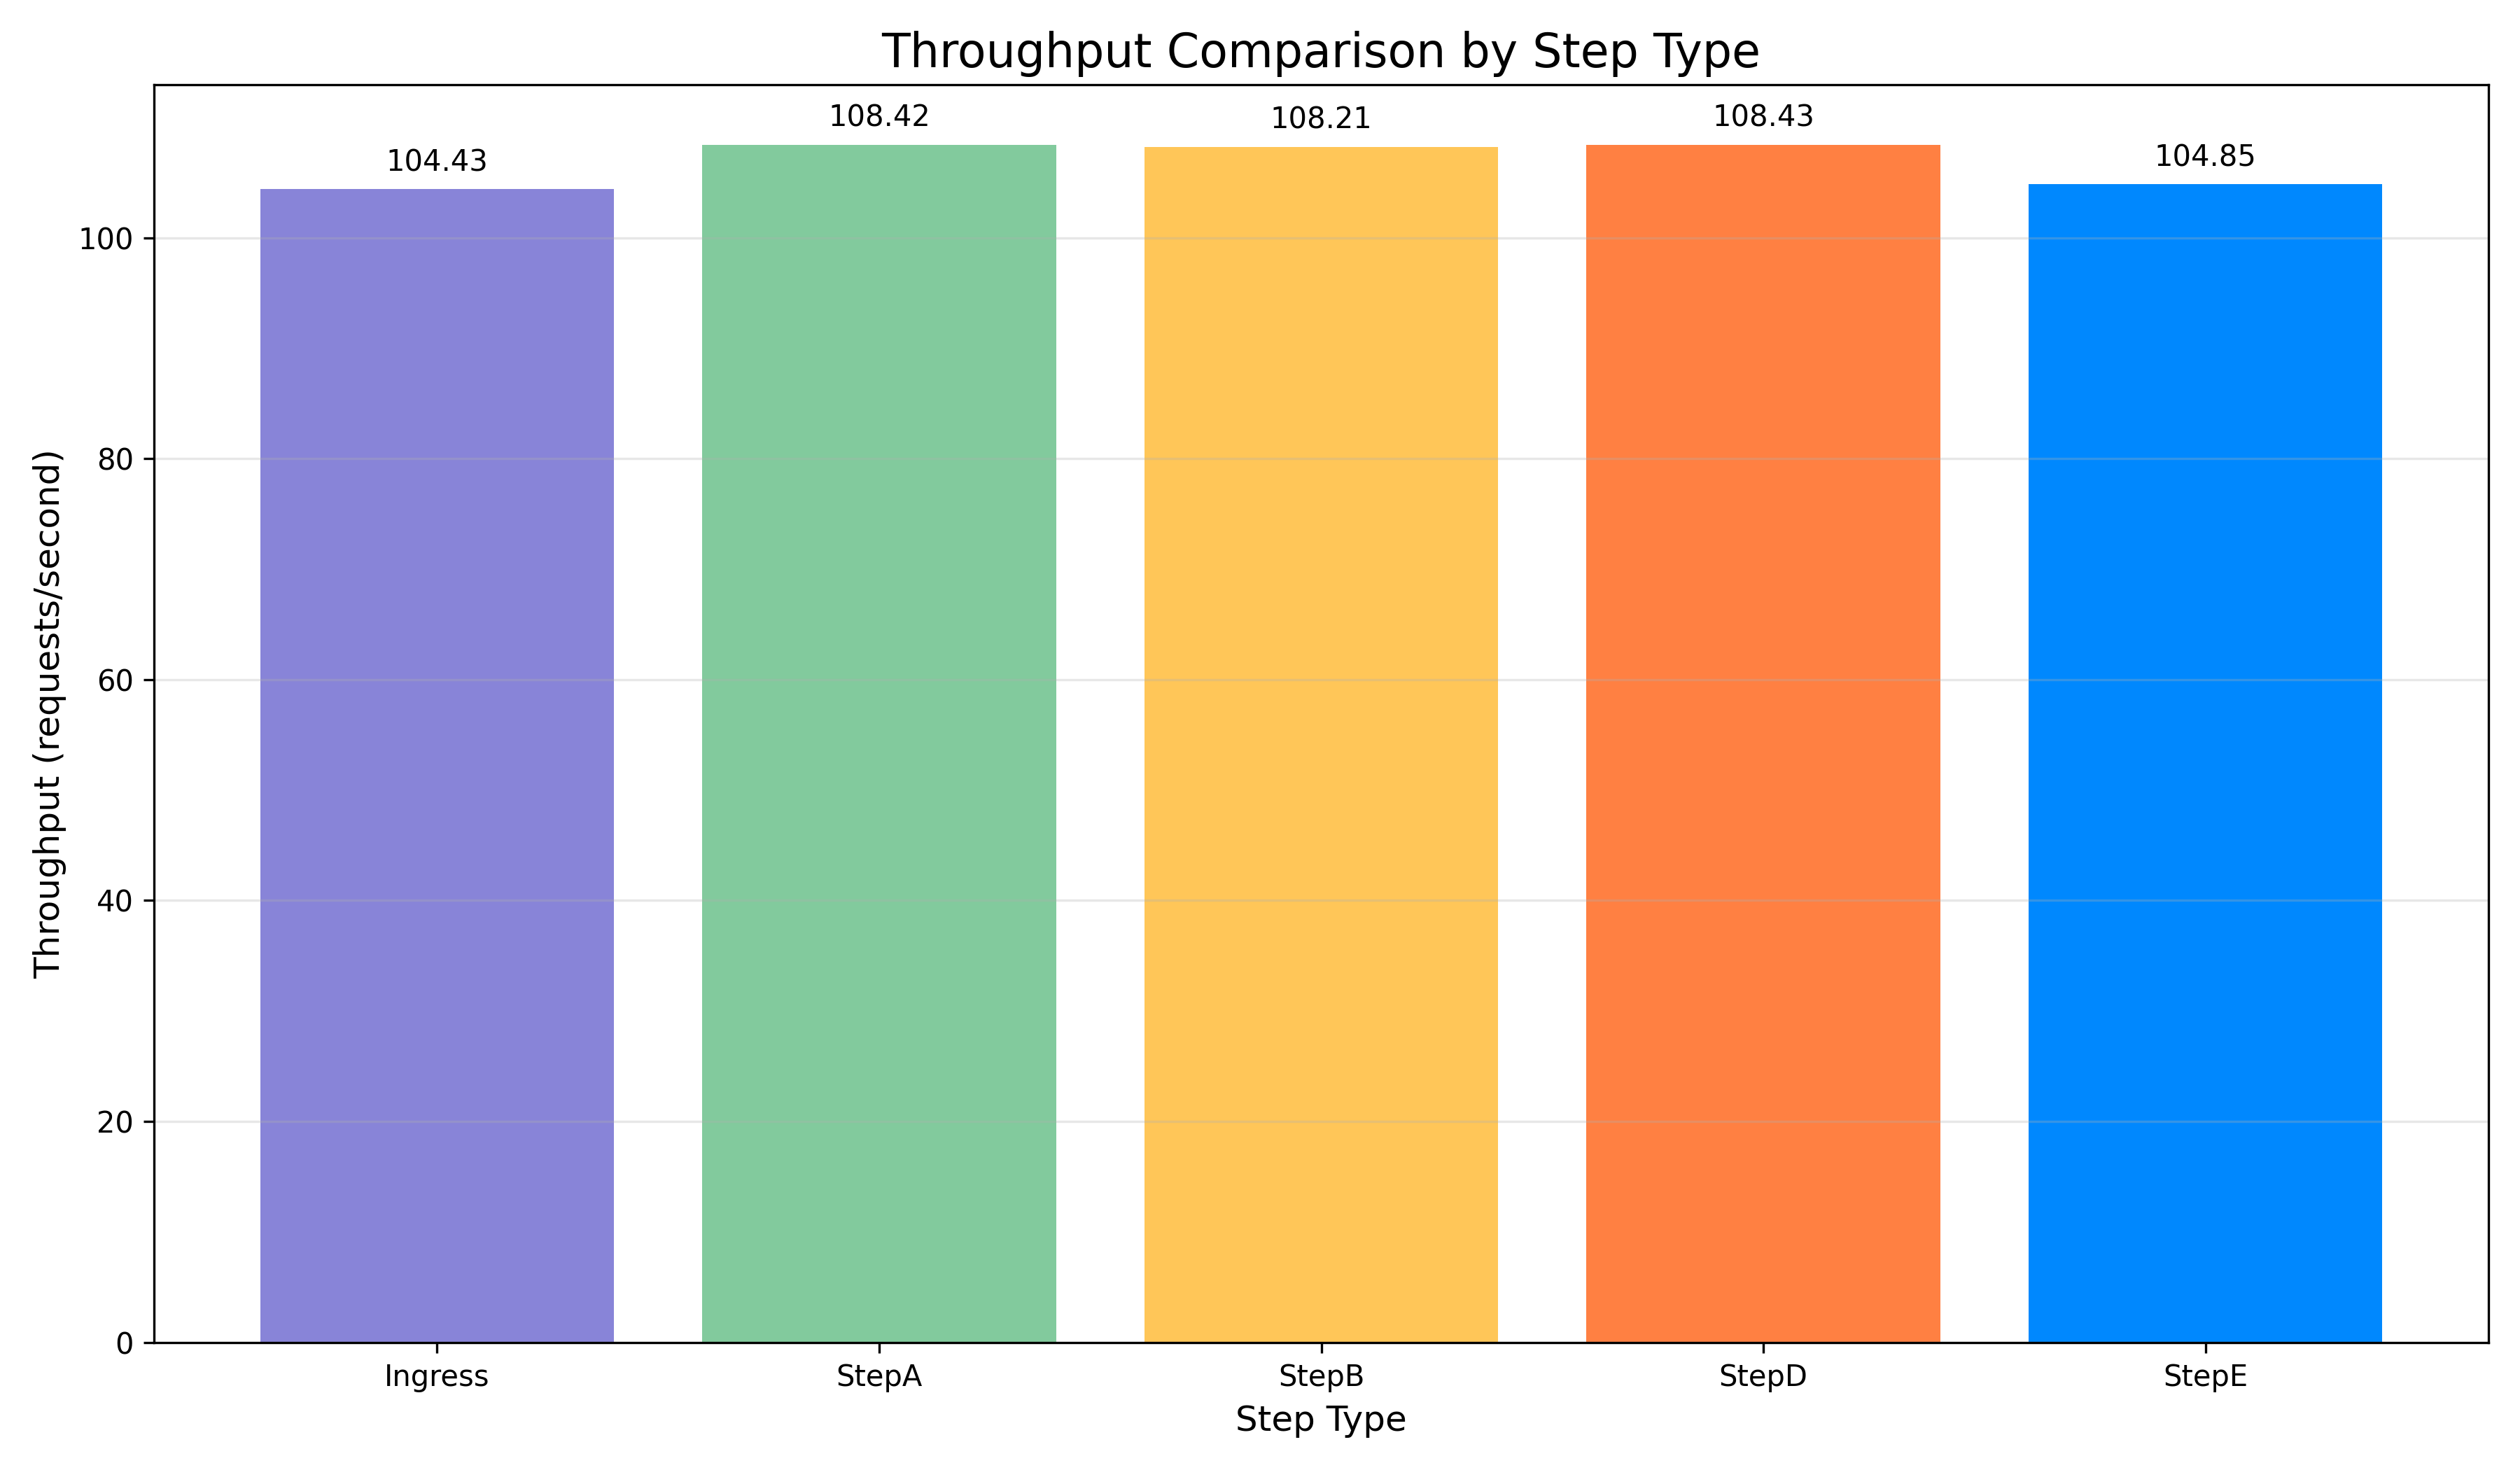 Throughput Comparison by Step Type
104.43
108.42
108.21
108.43
104.85
Throughput (requests/second)
100
80
60
40
20
0
Ingress
StepA
StepB
StepD
StepE
Step Type